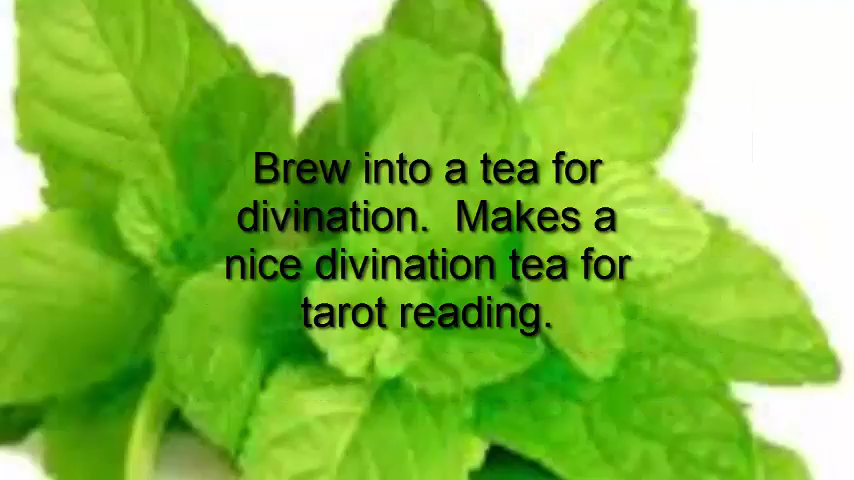 Brew into a tea for
divination.  Makes a
nice divination tea for
tarot reading.